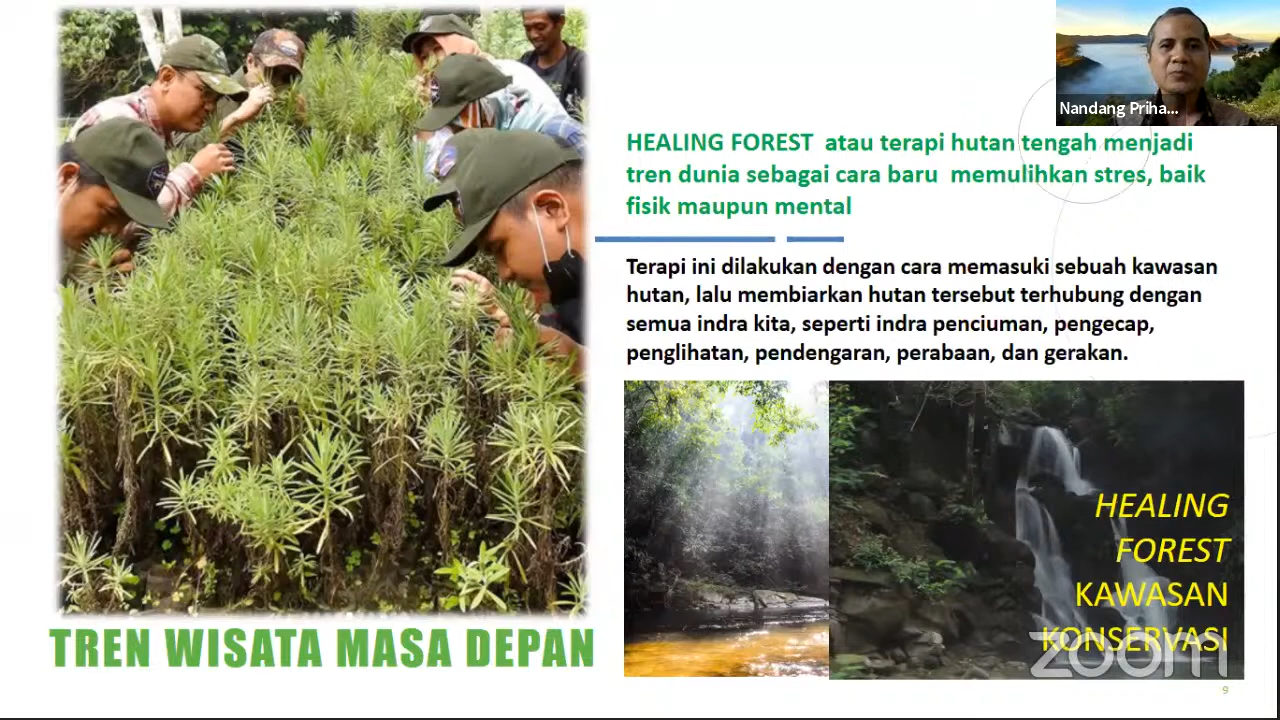 Nandang Priha...
HEALING FOREST atau terapi hutan tengah menjadi
tren dunia sebagai cara baru memulihkan stres, baik
fisik maupun mental
Terapi ini dilakukan dengan cara memasuki sebuah kawasan
hutan, lalu membiarkan hutan tersebut terhubung dengan
semua indra kita, seperti indra penciuman, pengecap,
penglihatan, pendengaran, perabaan, dan gerakan.
TREN WISATA MASA DEPAN
HEALING
FOREST
KAWASAN
KONSERVASI
zoom
9